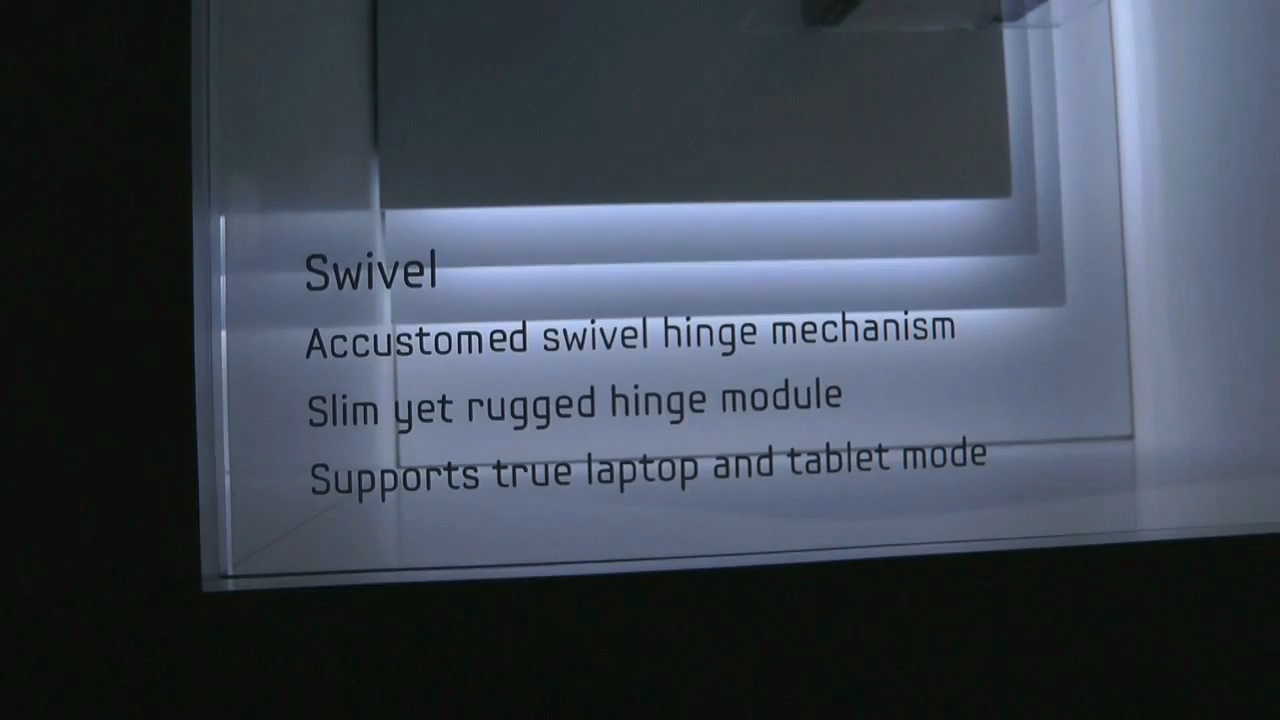 Swivel
Accustomed swivel hinge mechanism
Slim yet rugged hinge module
Supports true laptop and tablet mode